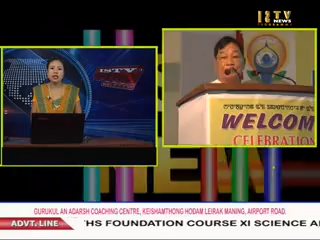 ISTV
NEWS
ISTV
WELCOM
CELEBRATION
GURUKUL AN ADARSH COACHING CENTRE, KEISHAMTHONG HODAM LEIRAK MANING, AIRPORT ROAD.
ADVT. LINE
'HS FOUNDATION COURSE XI SCIENCE A